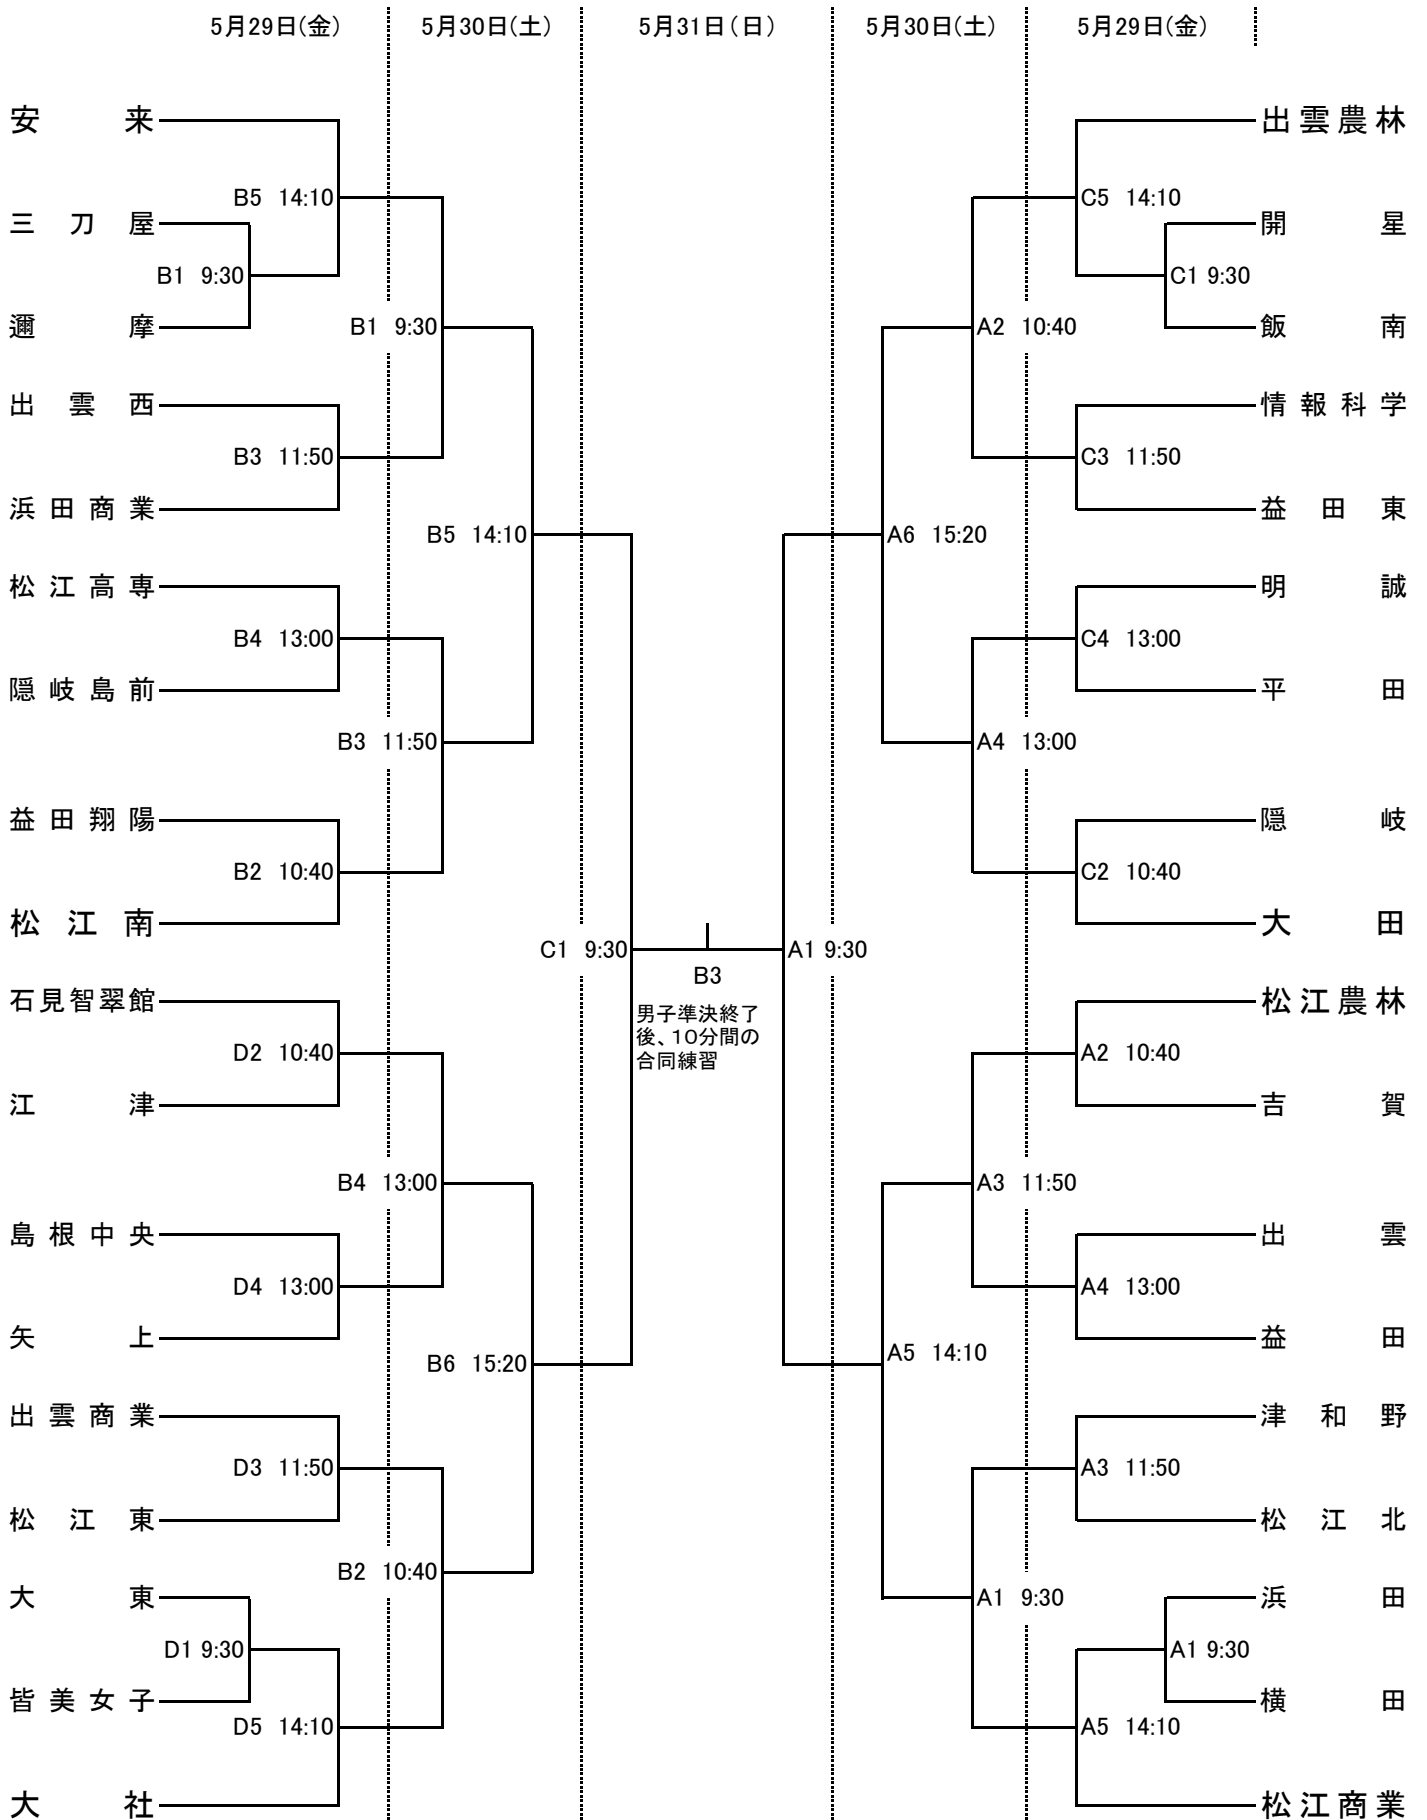 5月29日(金) 5月30日(土) 5月31日(日) 5月30日(土) 5月29日(金)
安来 出雲農林
B5 14:10 C5 14:10
三刀屋 開星
B1 9:30 C1 9:30
邇摩 B1 9:30 A2 10:40 飯南
出雲西 情報科学
B3 11:50 C3 11:50
浜田商業 益田東
B5 14:10 A6 15:20
松江高専 明誠
B4 13:00 C4 13:00
隠岐島前 平田
B3 11:50 A4 13:00
益田翔陽 隠岐
B2 10:40 C2 10:40
松江南 大田
C1 9:30 A1 9:30
B3
石見智翠館 松江農林
男子準決終了
後、10分間の
合同練習
D2 10:40 A2 10:40
江津 吉賀
B4 13:00 A3 11:50
島根中央 出雲
D4 13:00 A4 13:00
矢上 益田
B6 15:20 A5 14:10
出雲商業 津和野
D3 11:50 A3 11:50
松江東 松江北
B2 10:40 A1 9:30
大東 浜田
D1 9:30 A1 9:30
皆美女子 横田
D5 14:10 A5 14:10
大社 松江商業